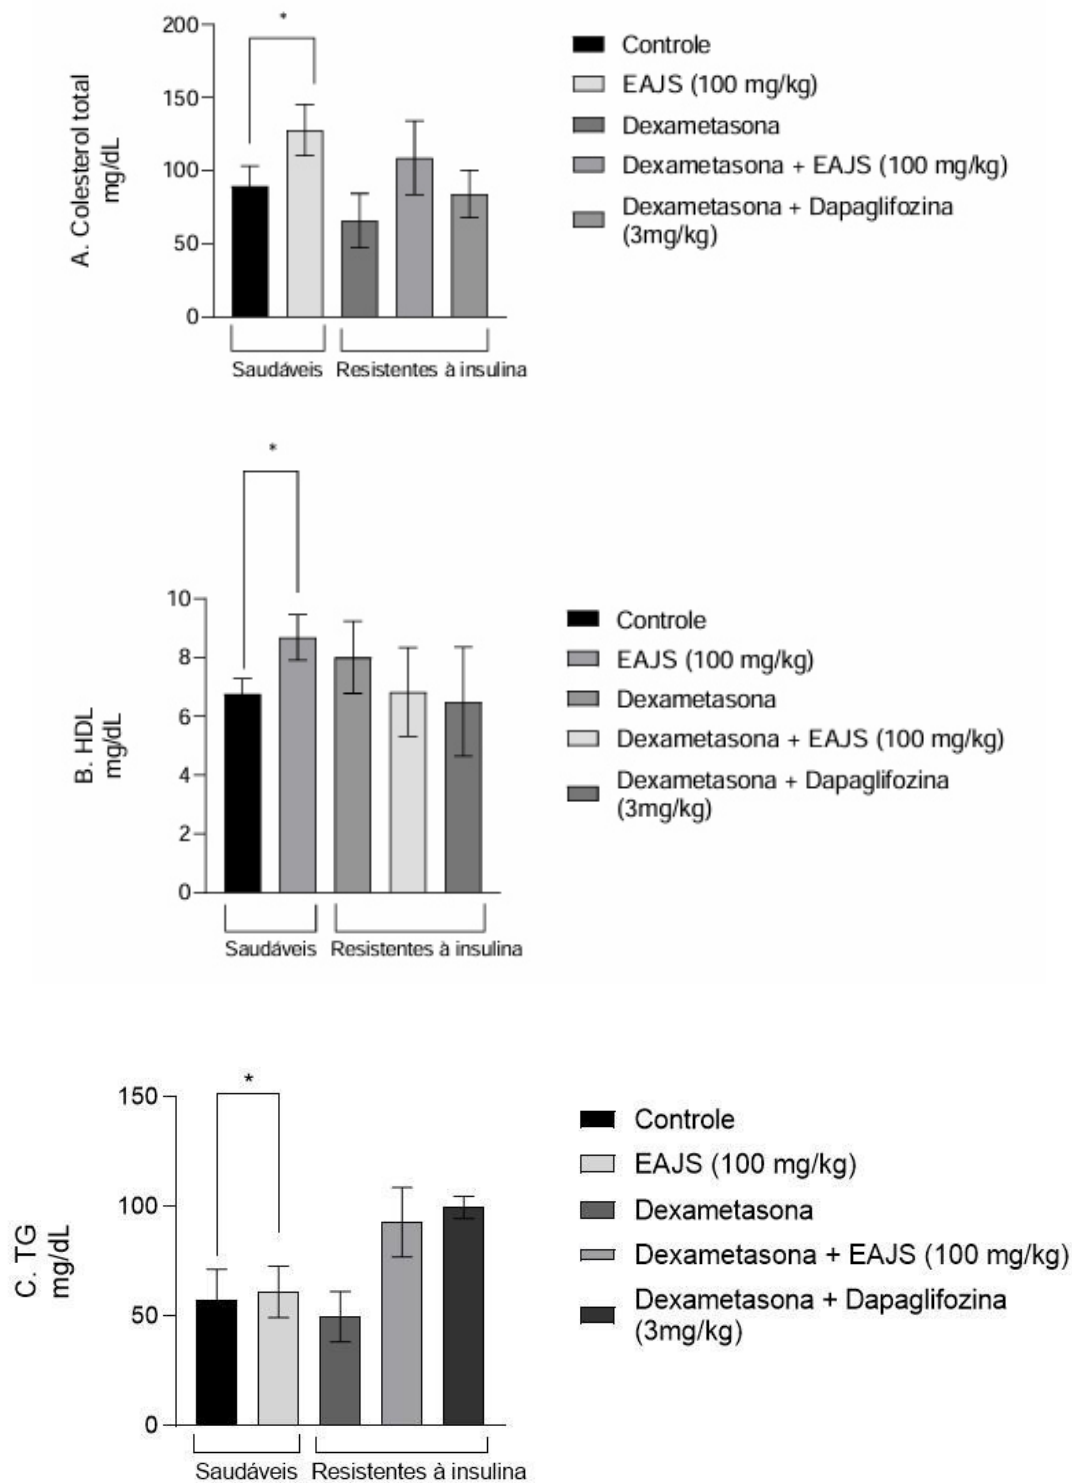 *
200
150
100
50
0
A. Colesterol total
mg/dL
Saudáveis
Resistentes à insulina
Controle
EAJS (100 mg/kg)
Dexametasona
Dexametasona + EAJS (100 mg/kg)
Dexametasona + Dapaglifozina
(3mg/kg)
*
10
8
6
4
2
0
B. HDL
mg/dL
Saudáveis
Resistentes à insulina
Controle
EAJS (100 mg/kg)
Dexametasona
Dexametasona + EAJS (100 mg/kg)
Dexametasona + Dapaglifozina
(3mg/kg)
*
150
100
50
0
C. TG
mg/dL
Saudáveis
Resistentes à insulina
Controle
EAJS (100 mg/kg)
Dexametasona
Dexametasona + EAJS (100 mg/kg)
Dexametasona + Dapaglifozina
(3mg/kg)